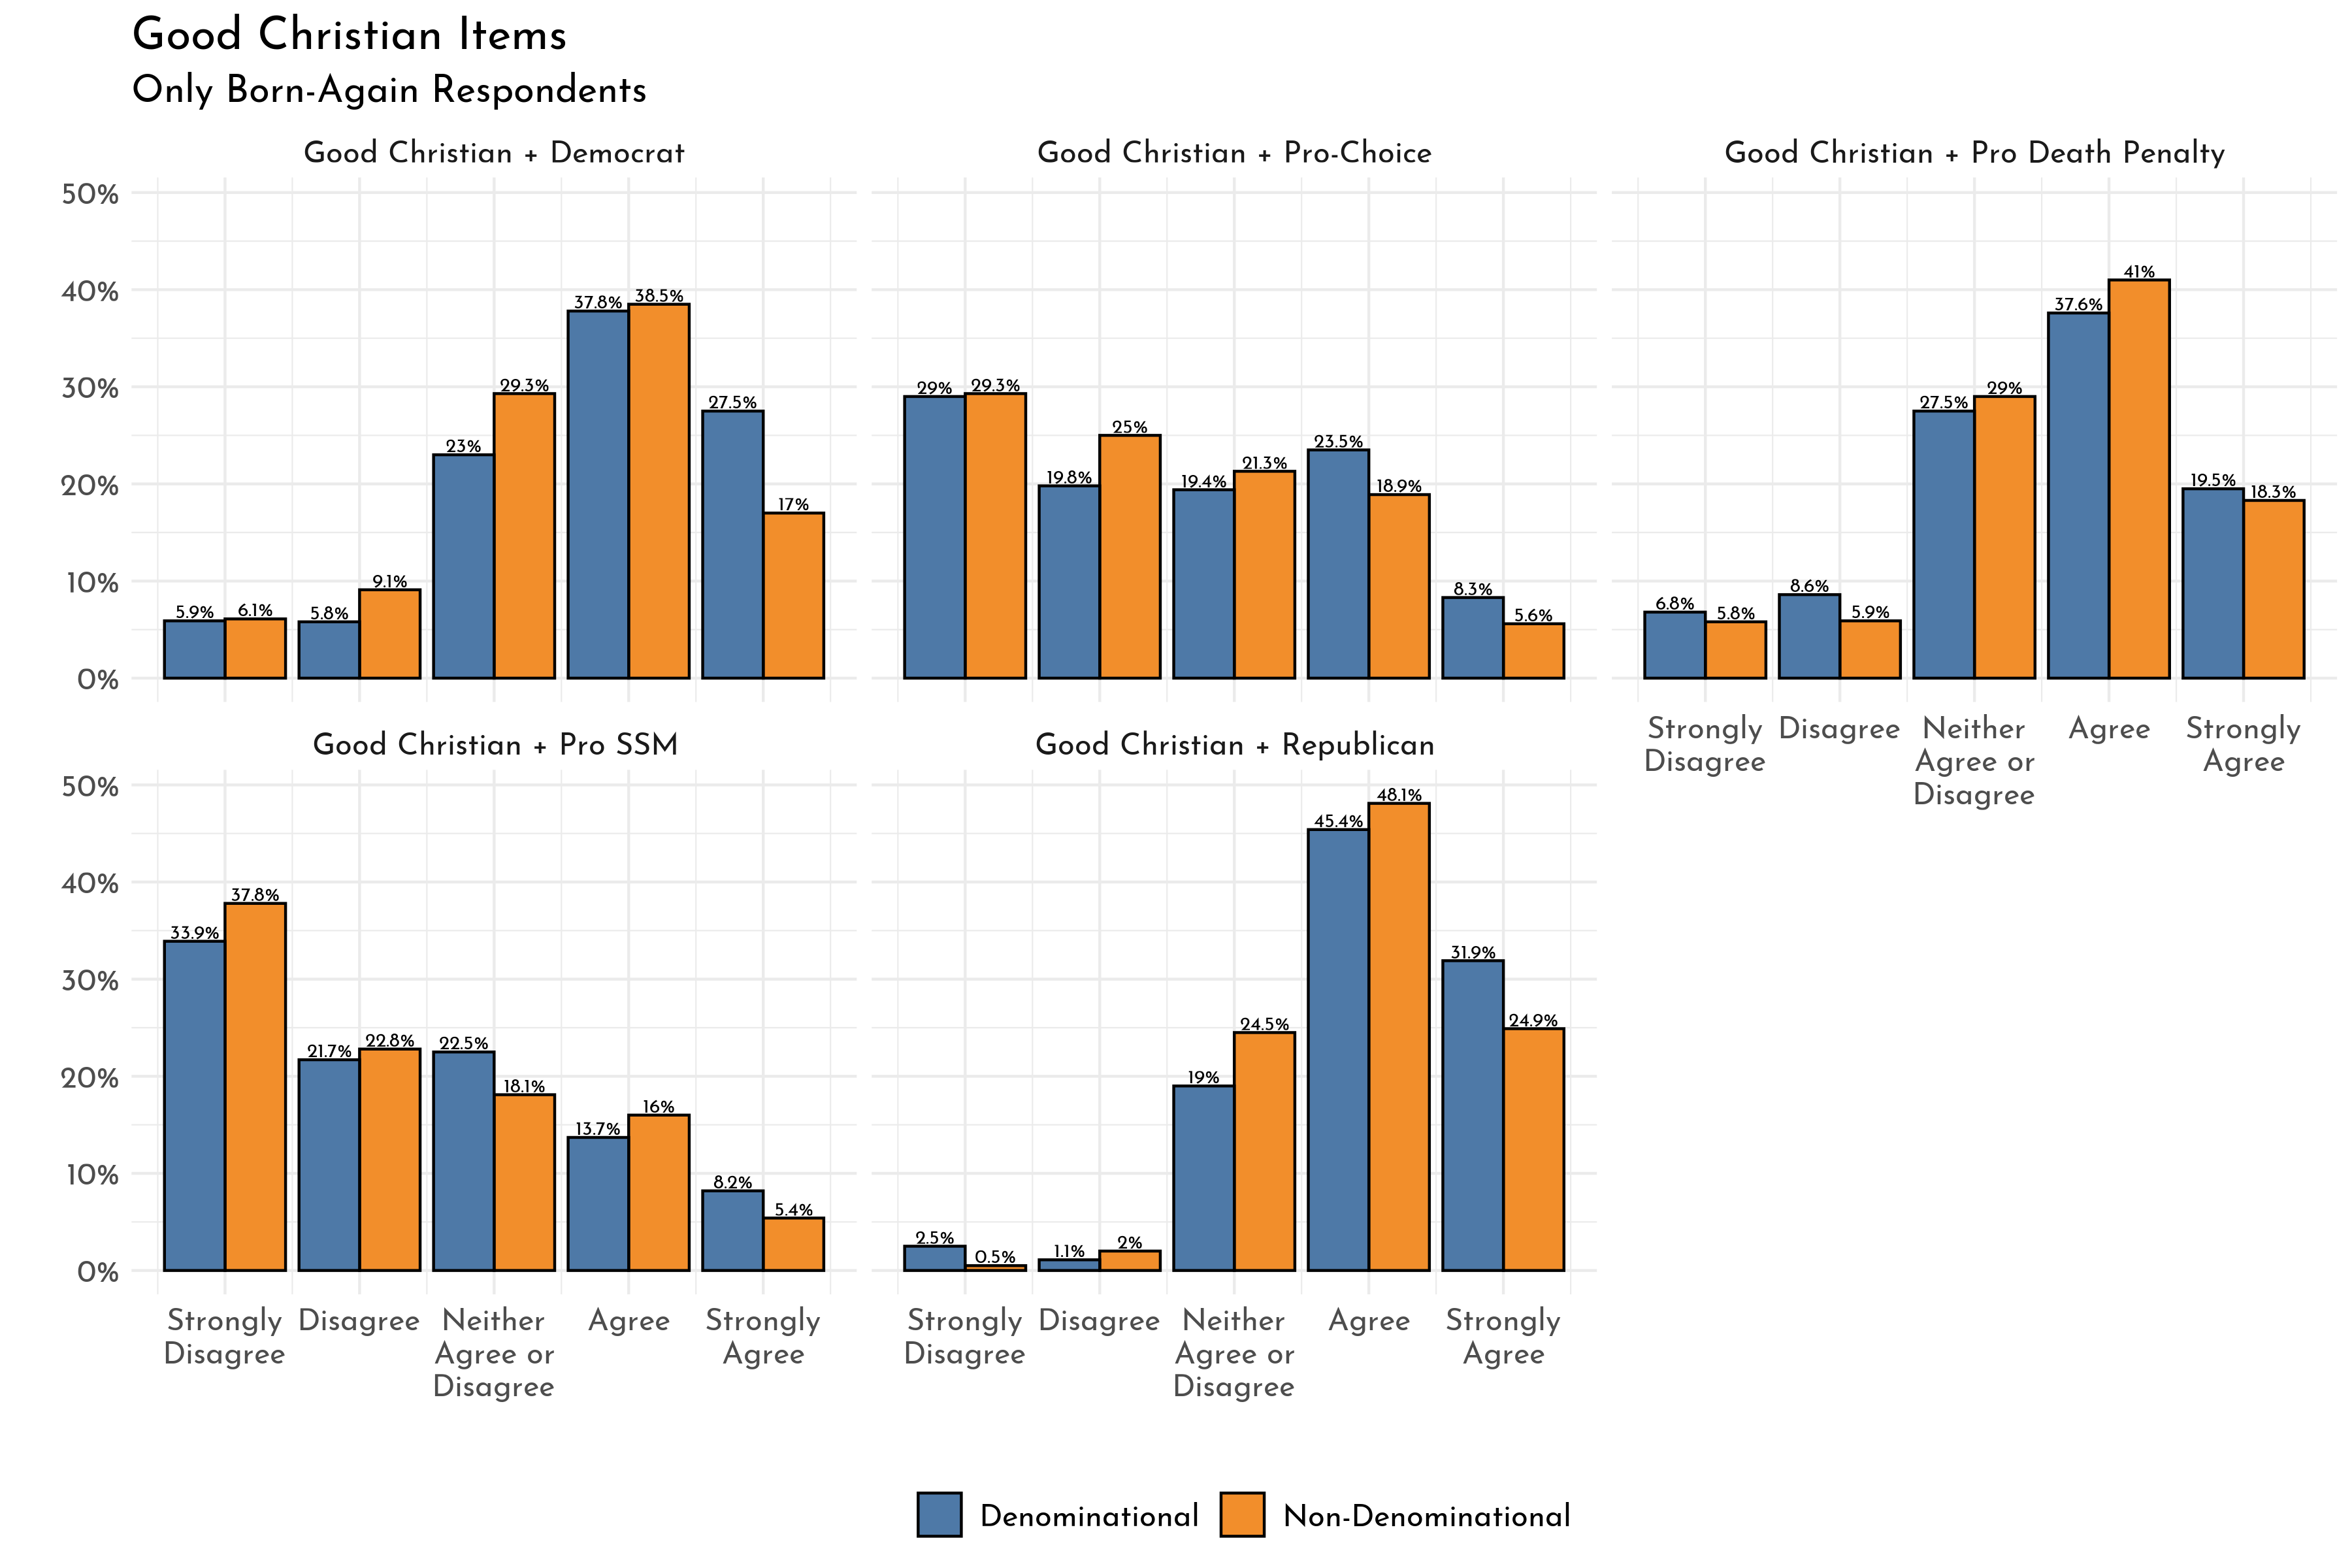 Good Christian Items
Only Born-Again Respondents
Good Christian + Democrat
50%
40%
30%
20%
10%
0%
5.9%
6.1%
5.8%
9.1%
23%
29.3%
37.8%
38.5%
27.5%
17%
Good Christian + Pro-Choice
29%
29.3%
19.8%
25%
19.4%
21.3%
23.5%
18.9%
8.3%
5.6%
Good Christian + Pro Death Penalty
6.8%
5.8%
8.6%
5.9%
27.5%
29%
37.6%
41%
19.5%
18.3%
Strongly
Disagree
Disagree
Neither
Agree or
Disagree
Agree
Strongly
Agree
Good Christian + Pro SSM
50%
40%
30%
20%
10%
0%
33.9%
37.8%
21.7%
22.8%
22.5%
18.1%
13.7%
16%
8.2%
5.4%
Strongly
Disagree
Disagree
Neither
Agree or
Disagree
Agree
Strongly
Agree
Good Christian + Republican
2.5%
0.5%
1.1%
2%
19%
24.5%
45.4%
48.1%
31.9%
24.9%
Strongly
Disagree
Disagree
Neither
Agree or
Disagree
Agree
Strongly
Agree
Denominational
Non-Denominational